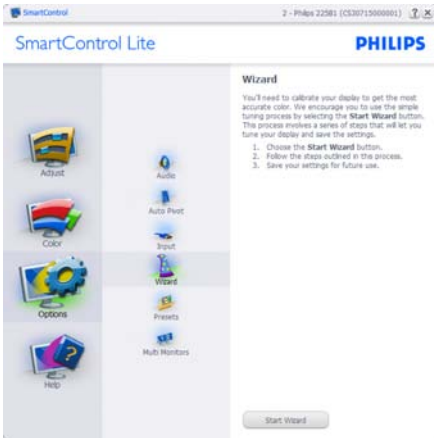 SmartControl
2 - Philips 225B1 (CS30715000001)
? X
SmartControl Lite
PHILIPS
Adjust
Color
Options
Help
Audio
Auto Pivot
Input
Wizard
Presets
Multi Monitors
Wizard
You'll need to calibrate your display to get the most
accurate color. We encourage you to use the simple
tuning process by selecting the Start Wizard button.
This process involves a series of steps that will let you
tune your display and save the settings.
1. Choose the Start Wizard button.
2. Follow the steps outlined in this process.
3. Save your settings for future use.
Start Wizard